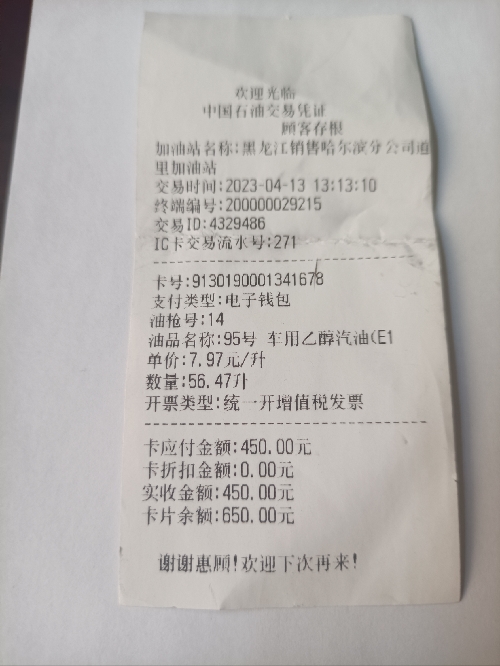 欢迎光临
中国石油交易凭证
顾客存根
加油站名称:黑龙江销售哈尔滨分公司道
里加油站
交易时间:2023-04-13 13:13:10
终端编号:200000029215
交易ID:4329486
IC卡交易流水号:271
卡号:9130190001341678
支付类型:电子钱包
油枪号:14
油品名称:95号 车用乙醇汽油(E1
单价:7.97元/升
数量:56.47升
开票类型:统一开增值税发票
卡应付金额:450.00元
卡折扣金额:0.00元
实收金额:450.00元
卡片余额:650.00元
谢谢惠顾!欢迎下次再来!